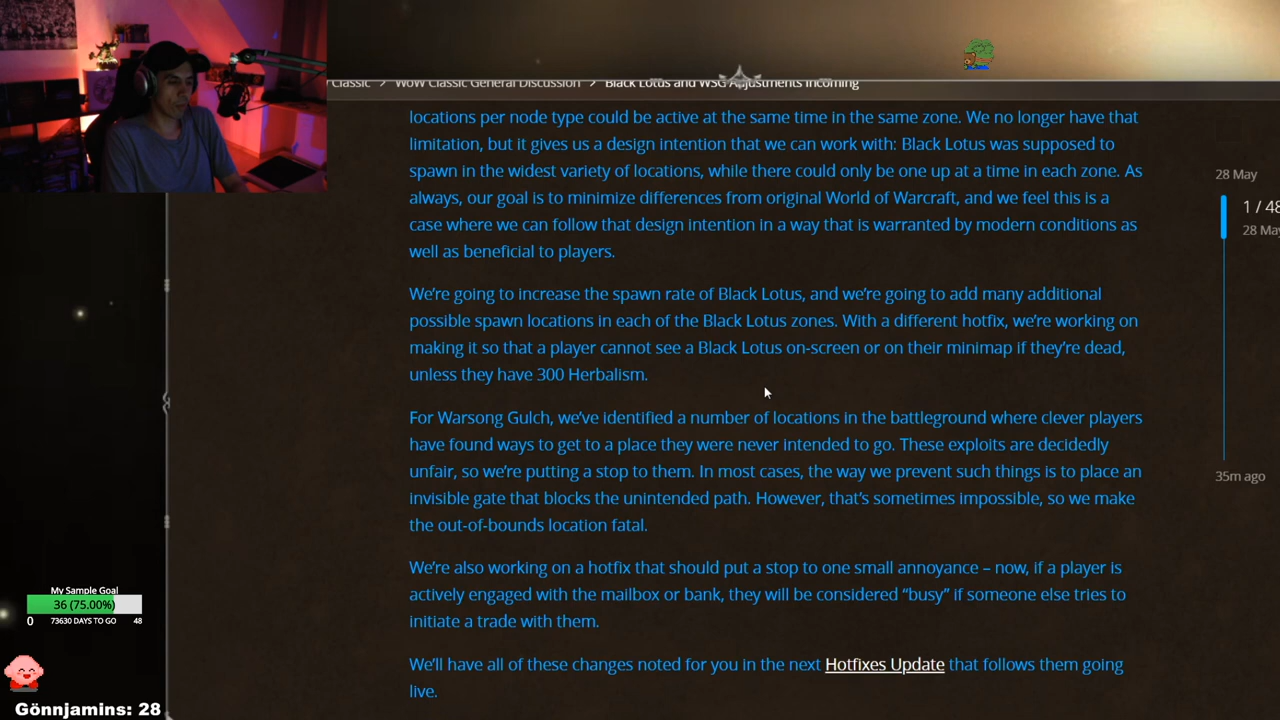 Classic > WoW Classic General Discussion > Black Lotus and WSG Adjustments Incoming
locations per node type could be active at the same time in the same zone. We no longer have that
limitation, but it gives us a design intention that we can work with: Black Lotus was supposed to
spawn in the widest variety of locations, while there could only be one up at a time in each zone. As
always, our goal is to minimize differences from original World of Warcraft, and we feel this is a
case where we can follow that design intention in a way that is warranted by modern conditions as
well as beneficial to players.
We're going to increase the spawn rate of Black Lotus, and we're going to add many additional
possible spawn locations in each of the Black Lotus zones. With a different hotfix, we're working on
making it so that a player cannot see a Black Lotus on-screen or on their minimap if they're dead,
unless they have 300 Herbalism.
For Warsong Gulch, we've identified a number of locations in the battleground where clever players
have found ways to get to a place they were never intended to go. These exploits are decidedly
unfair, so we're putting a stop to them. In most cases, the way we prevent such things is to place an
invisible gate that blocks the unintended path. However, that's sometimes impossible, so we make
the out-of-bounds location fatal.
We're also working on a hotfix that should put a stop to one small annoyance – now, if a player is
actively engaged with the mailbox or bank, they will be considered "busy" if someone else tries to
initiate a trade with them.
We'll have all of these changes noted for you in the next Hotfixes Update that follows them going
live.
28 May
1 / 48
28 May
35m ago
My Sample Goal
36 (75.00%)
0 73630 DAYS TO GO 48
Gönnjamins: 28